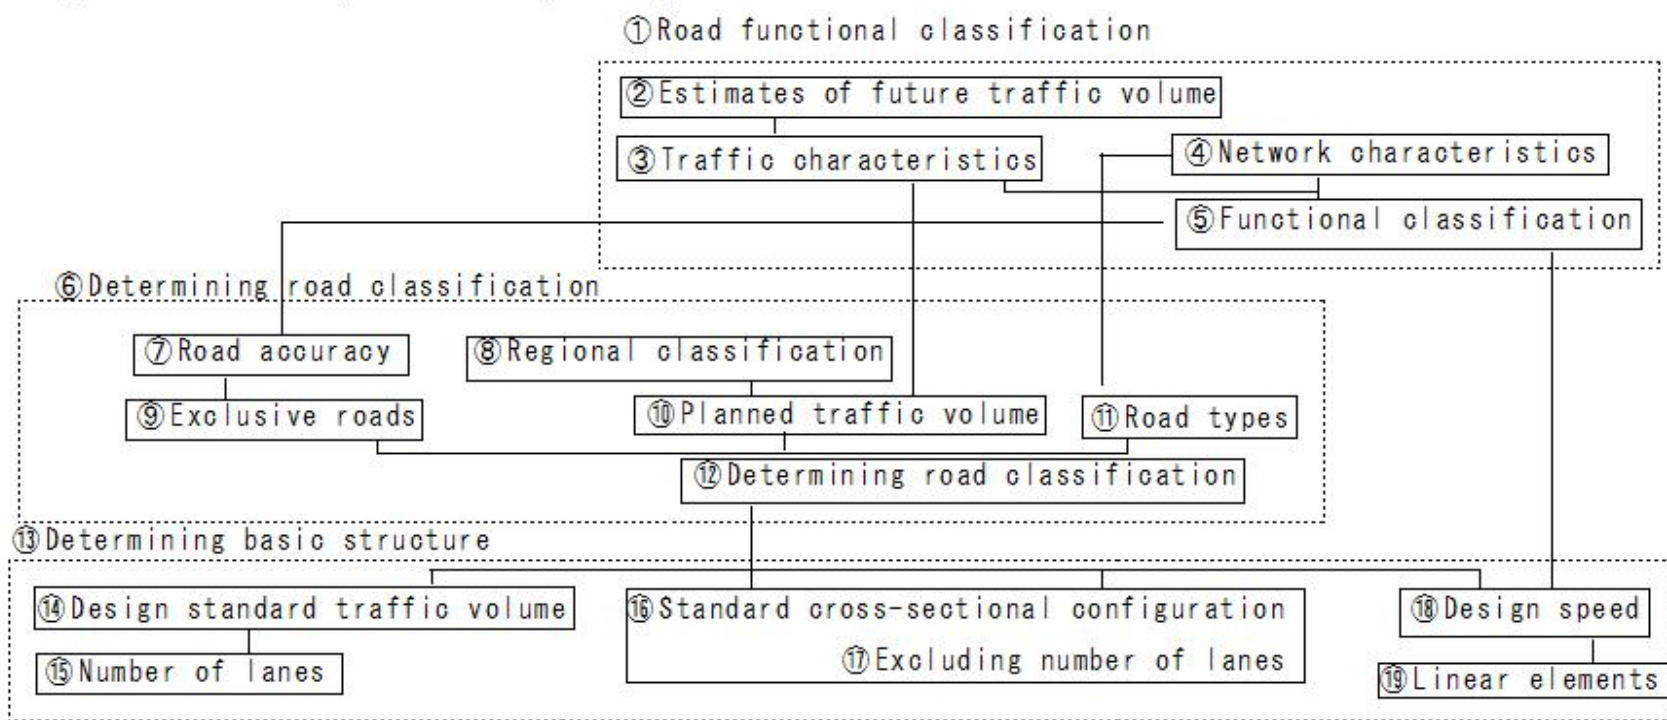 ①Road functional classification
②Estimates of future traffic volume
③Traffic characteristics
④Network characteristics
⑤Functional classification
⑥Determining road classification
⑦Road accuracy
⑧Regional classification
⑨Exclusive roads
⑩Planned traffic volume
⑪Road types
⑫Determining road classification
⑬Determining basic structure
⑭Design standard traffic volume
⑮Number of lanes
⑯Standard cross-sectional configuration
⑰Excluding number of lanes
⑱Design speed
⑲Linear elements